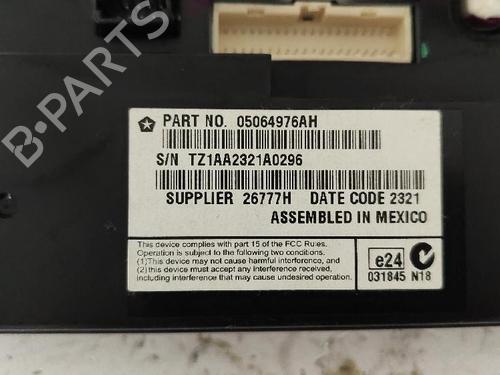 PART NO. 05064976AH
S/N TZ1AA2321A0296
SUPPLIER 26777H DATE CODE 2321
ASSEMBLED IN MEXICO
This device complies with part 15 of the FCC Rules.
Operation is subject to the following two conditions.
(1)This device may not cause harmful interference, and
(2)this device must accept any interference received,
including interference that may cause undesired operation.
e24
031845 N18
B-PARTS